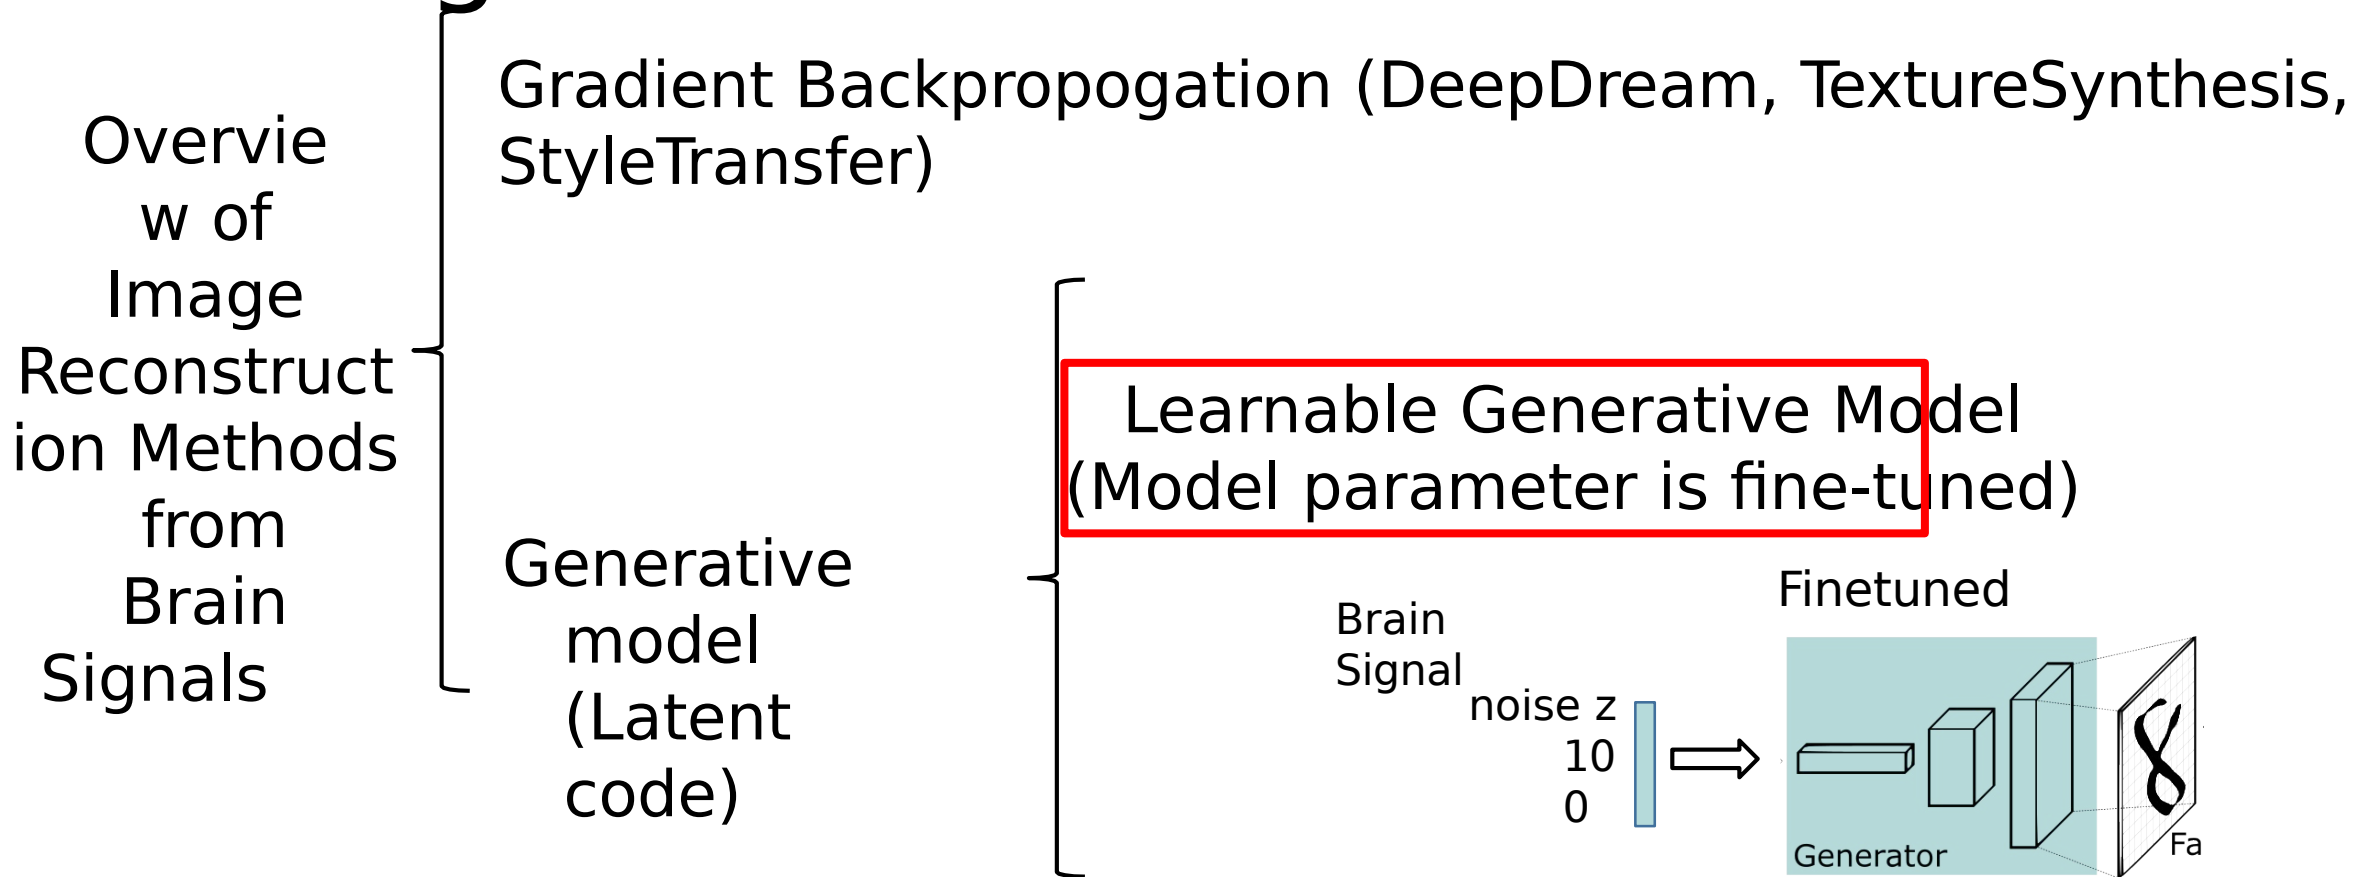 Gradient Backpropogation (DeepDream, TextureSynthesis,
StyleTransfer)
Overvie
w of
Image
Reconstruct
ion Methods
from
Brain
Signals
Learnable Generative Model
(Model parameter is fine-tuned)
Generative
model
(Latent
code)
Finetuned
Brain
Signal
noise z
10
0
8
Generator
Fa